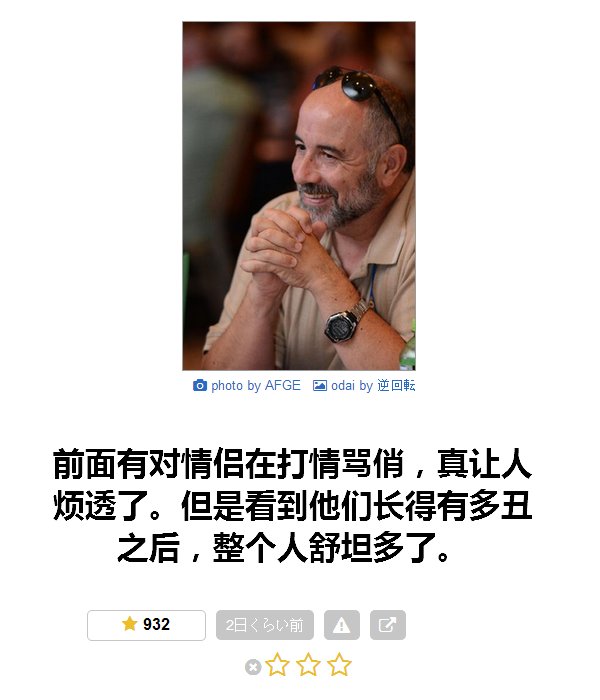 photo by AFGE odai by 逆回転
前面有对情侣在打情骂俏，真让人
烦透了。但是看到他们长得有多丑
之后，整个人舒坦多了。
932 2日くらい前